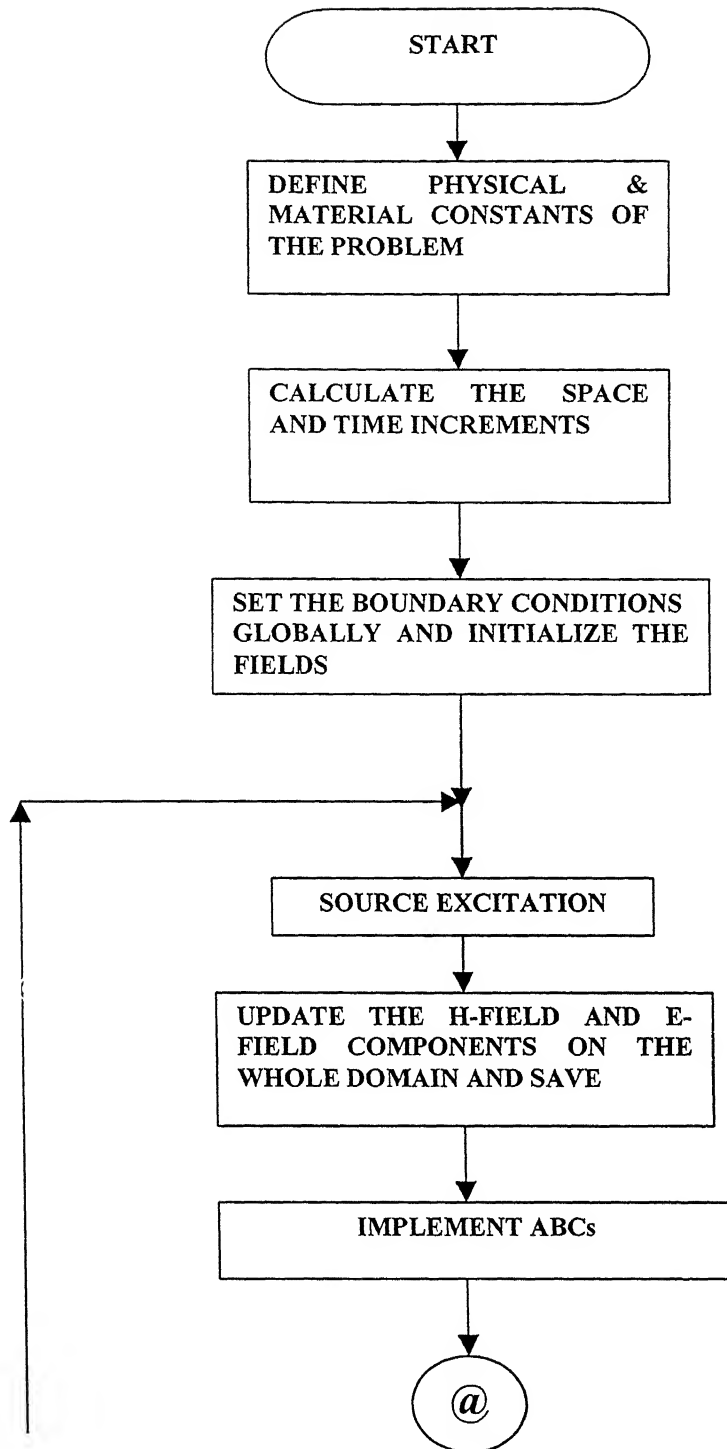 START
DEFINE PHYSICAL &
MATERIAL CONSTANTS OF
THE PROBLEM
CALCULATE THE SPACE
AND TIME INCREMENTS
SET THE BOUNDARY CONDITIONS
GLOBALLY AND INITIALIZE THE
FIELDS
SOURCE EXCITATION
UPDATE THE H-FIELD AND E-
FIELD COMPONENTS ON THE
WHOLE DOMAIN AND SAVE
IMPLEMENT ABCs
@